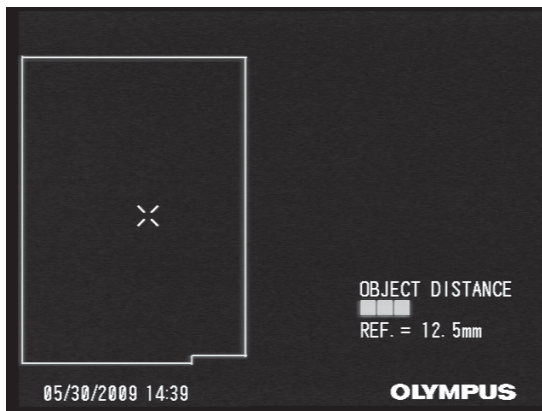 OBJECT DISTANCE
REF. = 12.5mm
05/30/2009 14:39
OLYMPUS